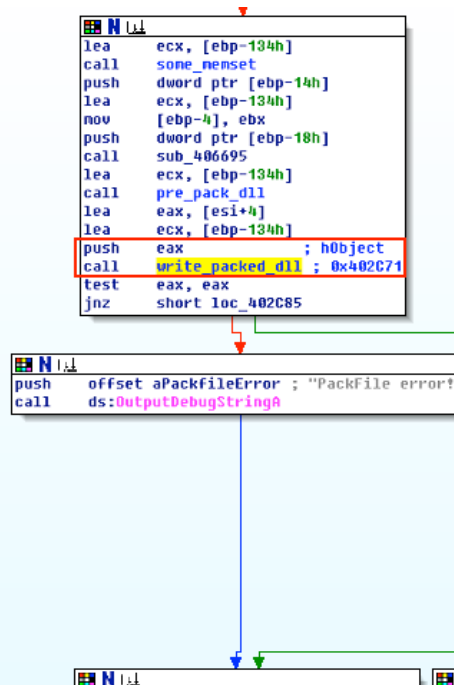 lea     ecx, [ebp-134h]
call    some_memset
push    dword ptr [ebp-14h]
lea     ecx, [ebp-134h]
mov     [ebp-4], ebx
push    dword ptr [ebp-18h]
call    sub_406695
lea     ecx, [ebp-134h]
call    pre_pack_dll
lea     eax, [esi+4]
lea     ecx, [ebp-134h]
push    eax             ; hObject
call    write_packed_dll ; 0x402C71
test    eax, eax
jnz     short loc_402C85
push    offset aPackfileError ; "PackFile error!
call    ds:OutputDebugStringA